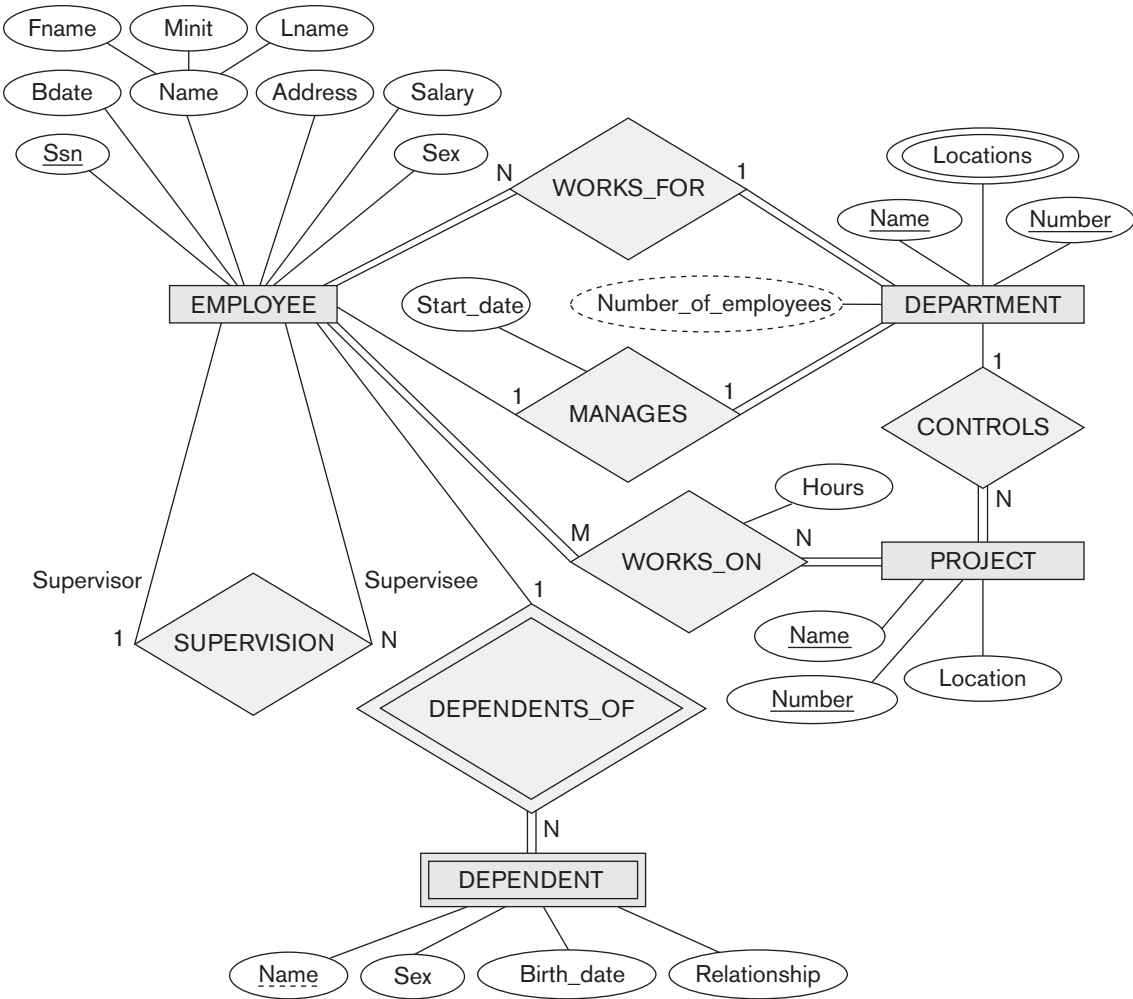 Fname
Minit
Lname
Bdate
Name
Address
Salary
Ssn
Sex
N
WORKS_FOR
1
Locations
Name
Number
EMPLOYEE
Start_date
Number_of_employees
DEPARTMENT
1
MANAGES
1
1
CONTROLS
N
Hours
M
WORKS_ON
N
PROJECT
Supervisor
Supervisee
1
SUPERVISION
N
1
Name
Number
Location
DEPENDENTS_OF
N
DEPENDENT
Name
Sex
Birth_date
Relationship